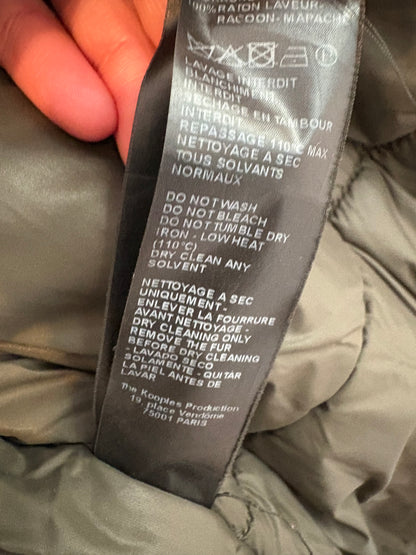 100%RATON LAVEUR-
RACOON-MAPACHE
LAVAGE INTERDIT
BLANCHIMENT
INTERDIT
SECHAGE EN TAMBOUR
INTERDIT
REPASSAGE 110°C MAX
NETTOYAGE A SEC
TOUS SOLVANTS
NORMAUX
DO NOT WASH
DO NOT BLEACH
DO NOT TUMBLE DRY
IRON - LOW HEAT
(110°C)
DRY CLEAN ANY
SOLVENT
NETTOYAGE A SEC
UNIQUEMENT -
ENLEVER LA FOURRURE
AVANT NETTOYAGE -
DRY CLEANING ONLY
REMOVE THE FUR
BEFORE DRY CLEANING
- LAVADO SECO
SOLAMENTE - QUITAR
LA PIEL ANTES DE
LAVAR
The Kooples Production
19, place Vendôme
75001 PARIS